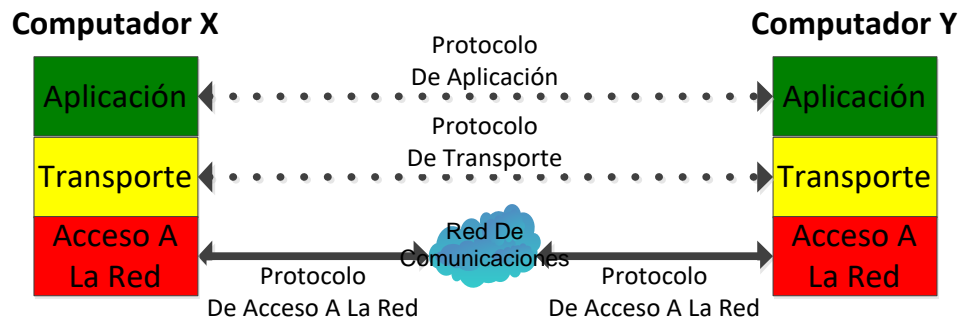 Computador X
Computador Y
Protocolo
De Aplicación
Aplicación
Aplicación
Protocolo
De Transporte
Transporte
Transporte
Red De
Comunicaciones
Acceso A
La Red
Acceso A
La Red
Protocolo
De Acceso A La Red
Protocolo
De Acceso A La Red